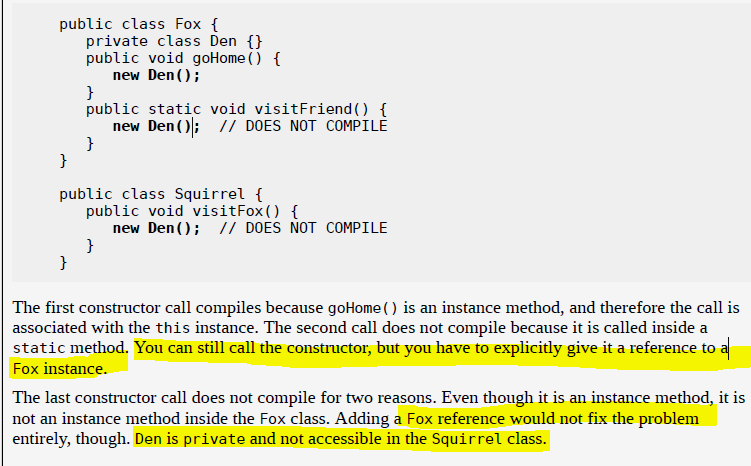 public class Fox {
private class Den {}
public void goHome() {
new Den();
}
public static void visitFriend() {
new Den(); // DOES NOT COMPILE
}
}
public class Squirrel {
public void visitFox() {
new Den(); // DOES NOT COMPILE
}
}
The first constructor call compiles because goHome() is an instance method, and therefore the call is
associated with the this instance. The second call does not compile because it is called inside a
static method. You can still call the constructor, but you have to explicitly give it a reference to a
Fox instance.
The last constructor call does not compile for two reasons. Even though it is an instance method, it is
not an instance method inside the Fox class. Adding a Fox reference would not fix the problem
entirely, though. Den is private and not accessible in the Squirrel class.